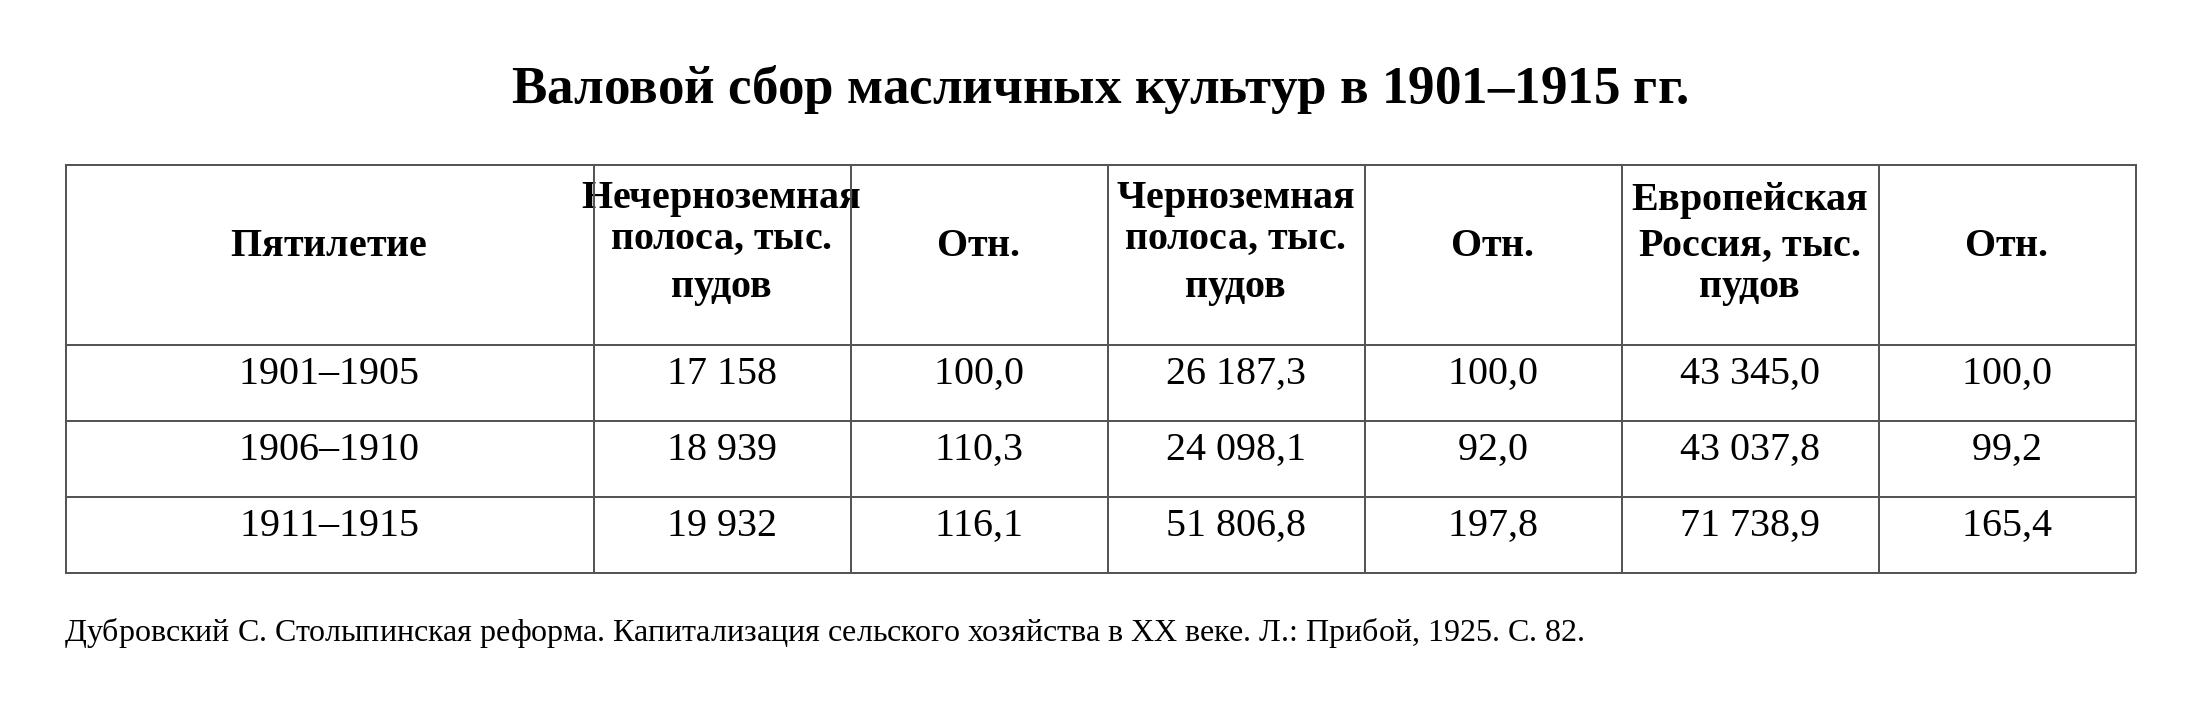 Валовой сбор масличных культур в 1901–1915 гг.
Пятилетие
Нечерноземная
полоса, тыс.
пудов
Отн.
Черноземная
полоса, тыс.
пудов
Отн.
Европейская
Россия, тыс.
пудов
Отн.
1901–1905 17 158 100,0 26 187,3 100,0 43 345,0 100,0
1906–1910 18 939 110,3 24 098,1 92,0 43 037,8 99,2
1911–1915 19 932 116,1 51 806,8 197,8 71 738,9 165,4
Дубровский С. Столыпинская реформа. Капитализация сельского хозяйства в XX веке. Л.: Прибой, 1925. С. 82.